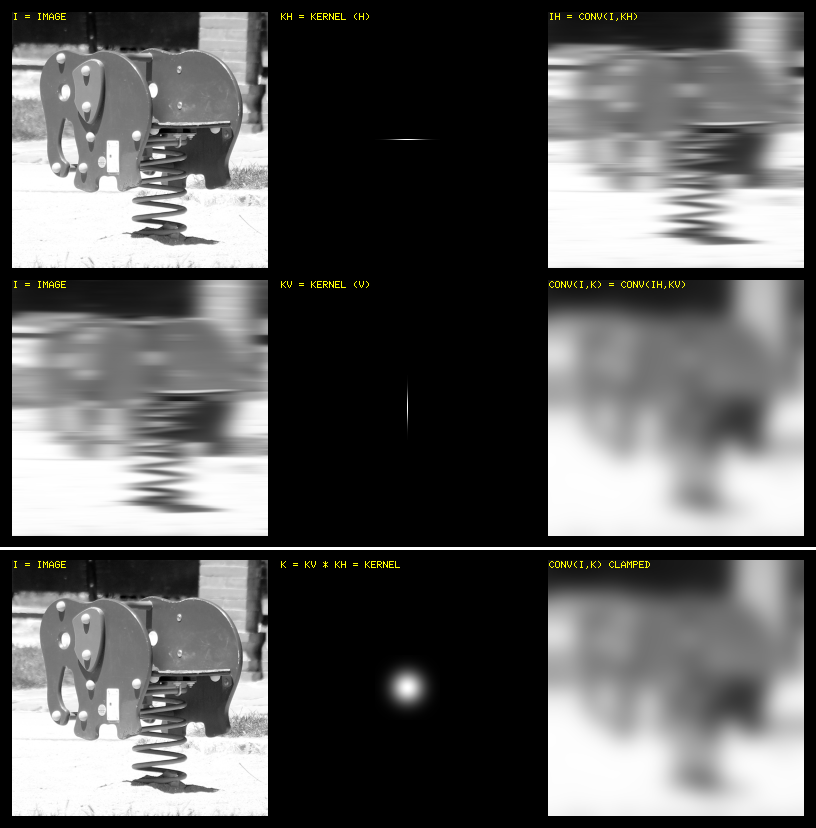 I = IMAGE
KH = KERNEL (H)
IH = CONV(I,KH)
I = IMAGE
KV = KERNEL (V)
CONV(I,K) = CONV(IH,KV)
I = IMAGE
K = KV * KH = KERNEL
CONV(I,K) CLAMPED